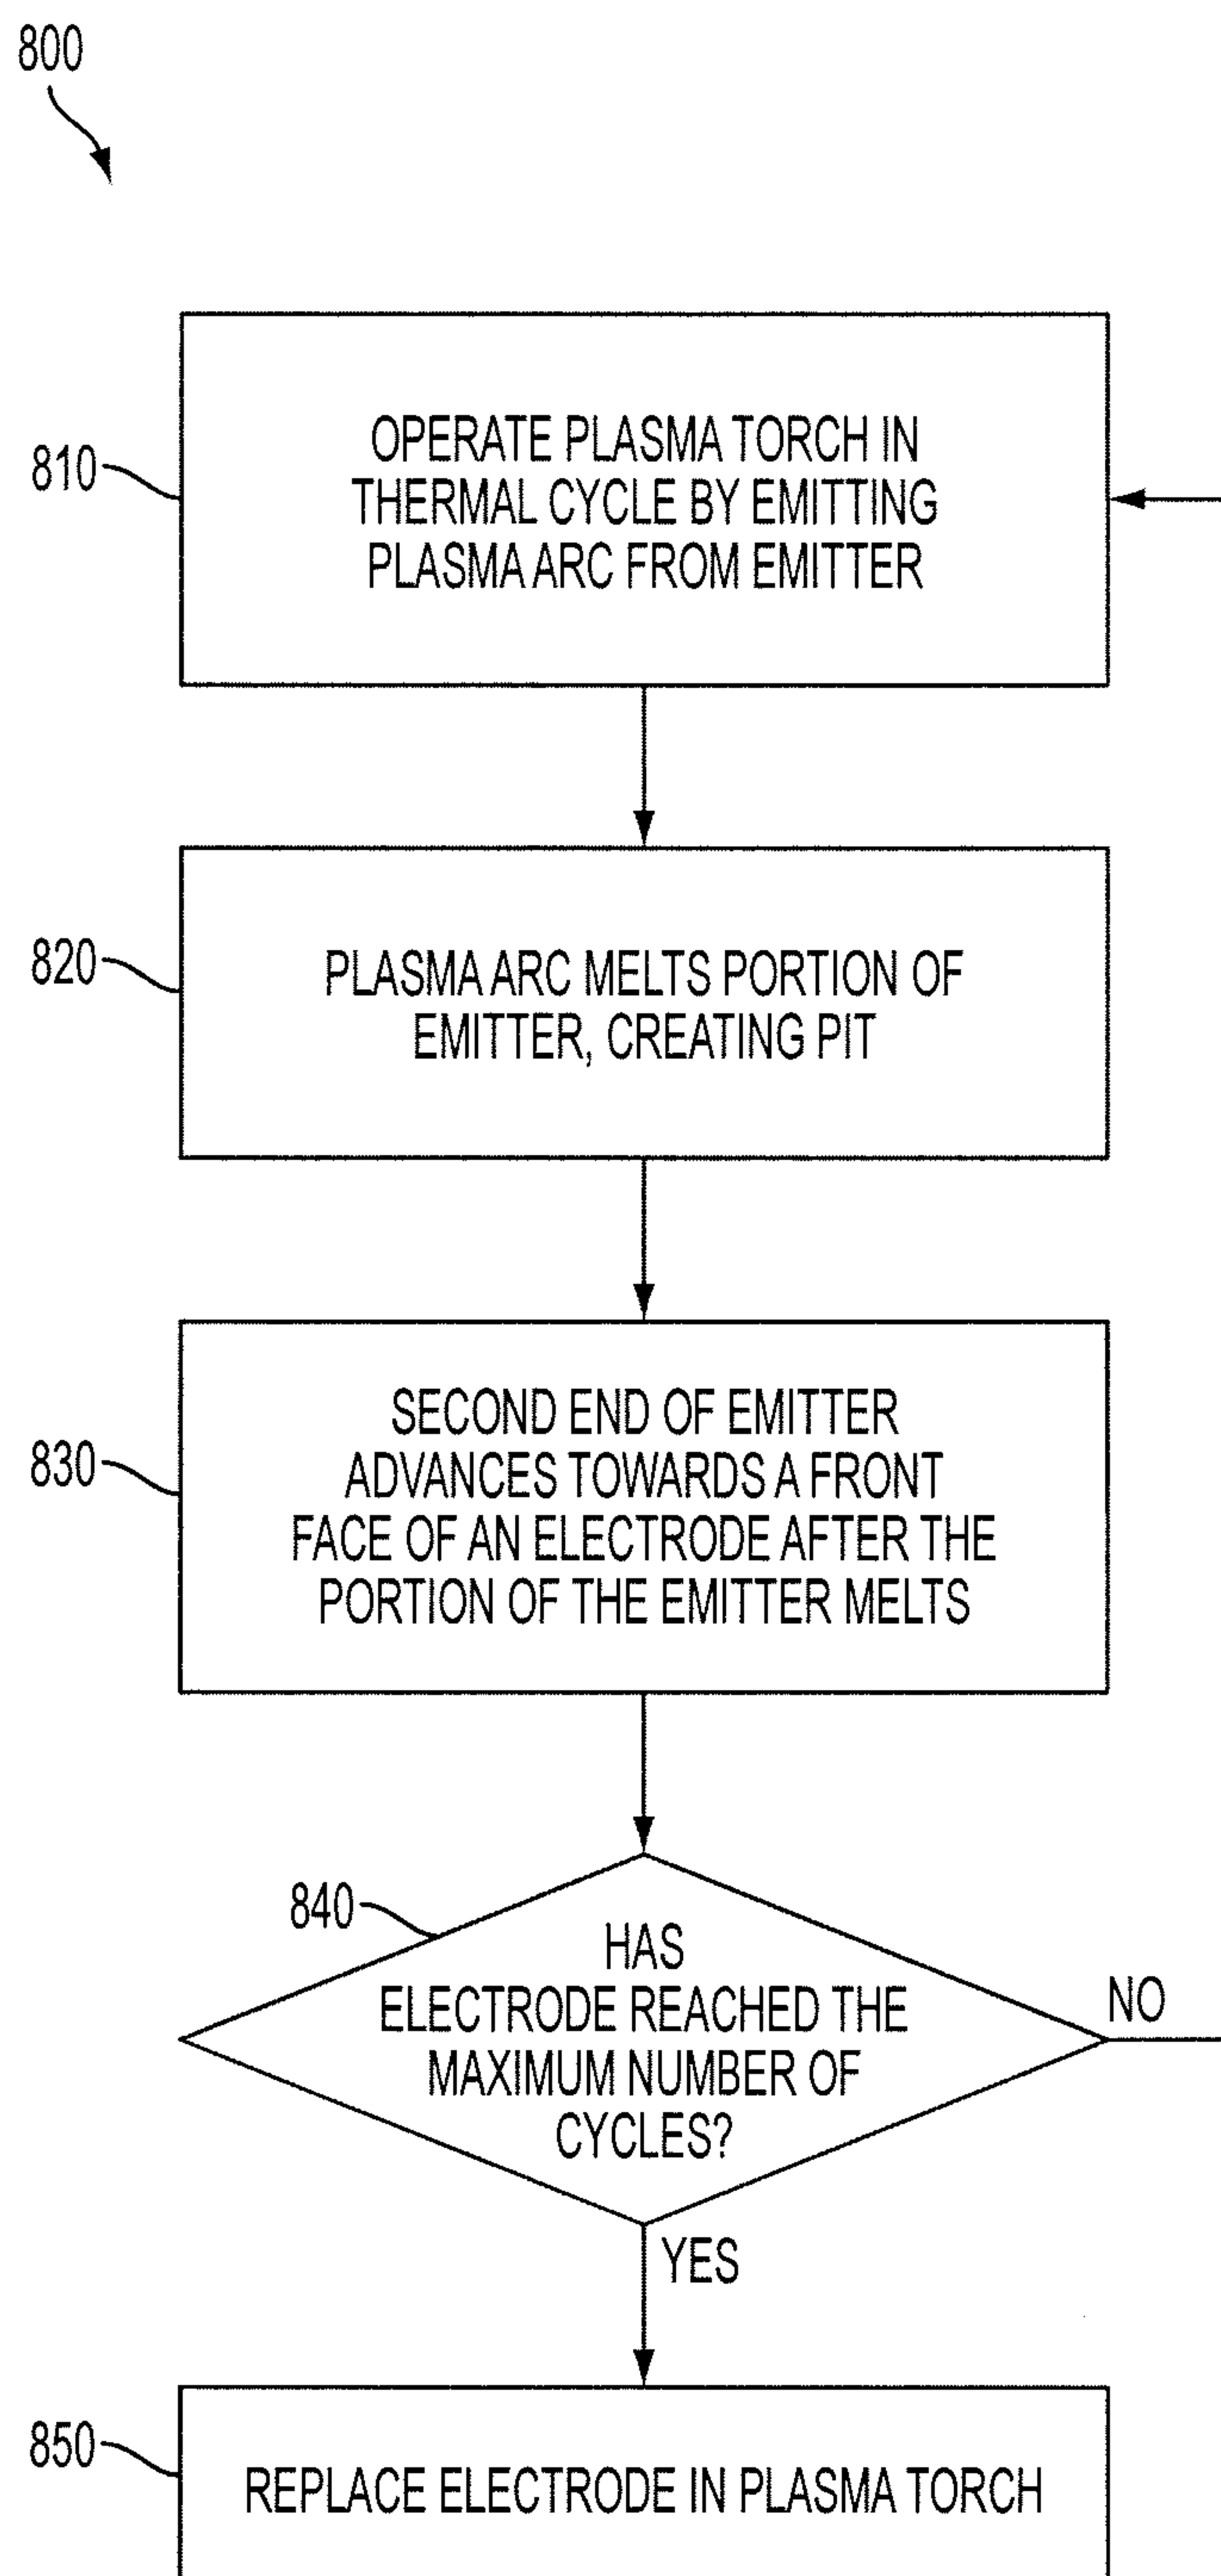 800
810
OPERATE PLASMA TORCH IN
THERMAL CYCLE BY EMITTING
PLASMA ARC FROM EMITTER
820
PLASMA ARC MELTS PORTION OF
EMITTER, CREATING PIT
830
SECOND END OF EMITTER
ADVANCES TOWARDS A FRONT
FACE OF AN ELECTRODE AFTER THE
PORTION OF THE EMITTER MELTS
840
HAS
ELECTRODE REACHED THE
MAXIMUM NUMBER OF
CYCLES?
NO
YES
850
REPLACE ELECTRODE IN PLASMA TORCH